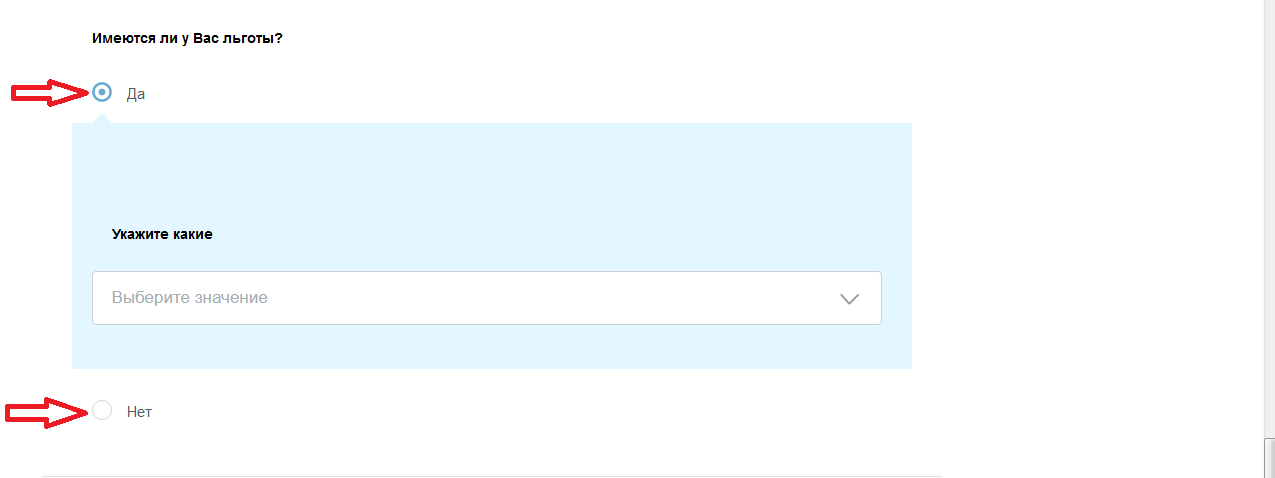 Имеются ли у Вас льготы?
Да
Укажите какие
Выберите значение
Нет